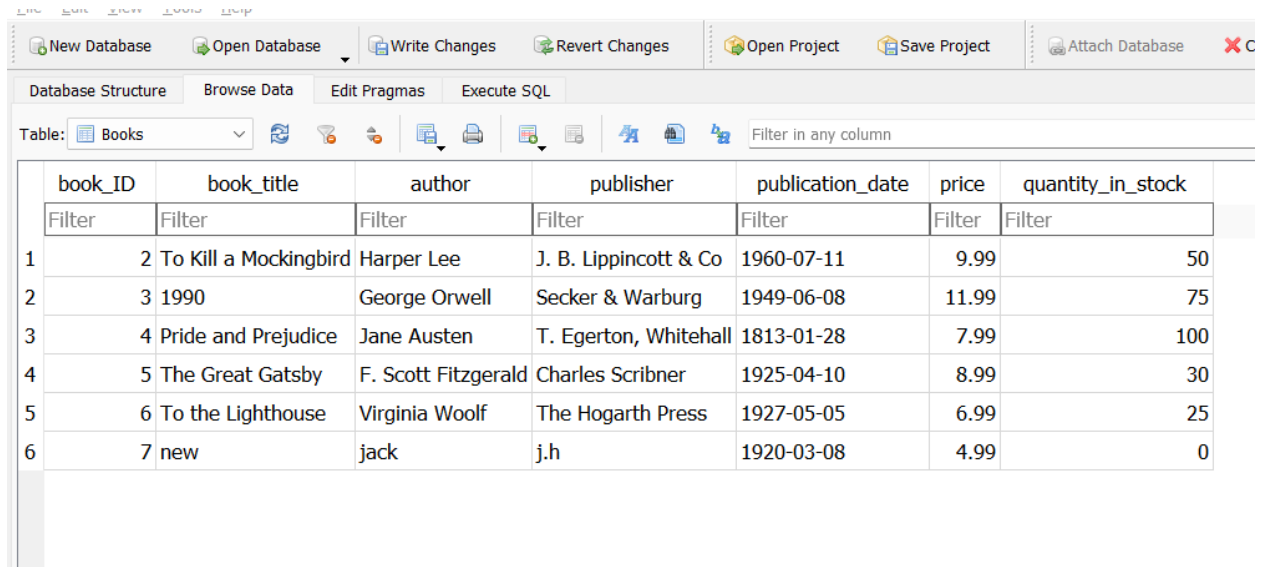 File Edit View Tools Help
New Database Open Database Write Changes Revert Changes Open Project Save Project Attach Database C
Database Structure Browse Data Edit Pragmas Execute SQL
Table: Books Filter in any column
book_ID book_title author publisher publication_date price quantity_in_stock
Filter Filter Filter Filter Filter Filter Filter
1 2 To Kill a Mockingbird Harper Lee J. B. Lippincott & Co 1960-07-11 9.99 50
2 3 1990 George Orwell Secker & Warburg 1949-06-08 11.99 75
3 4 Pride and Prejudice Jane Austen T. Egerton, Whitehall 1813-01-28 7.99 100
4 5 The Great Gatsby F. Scott Fitzgerald Charles Scribner 1925-04-10 8.99 30
5 6 To the Lighthouse Virginia Woolf The Hogarth Press 1927-05-05 6.99 25
6 7 new jack j.h 1920-03-08 4.99 0